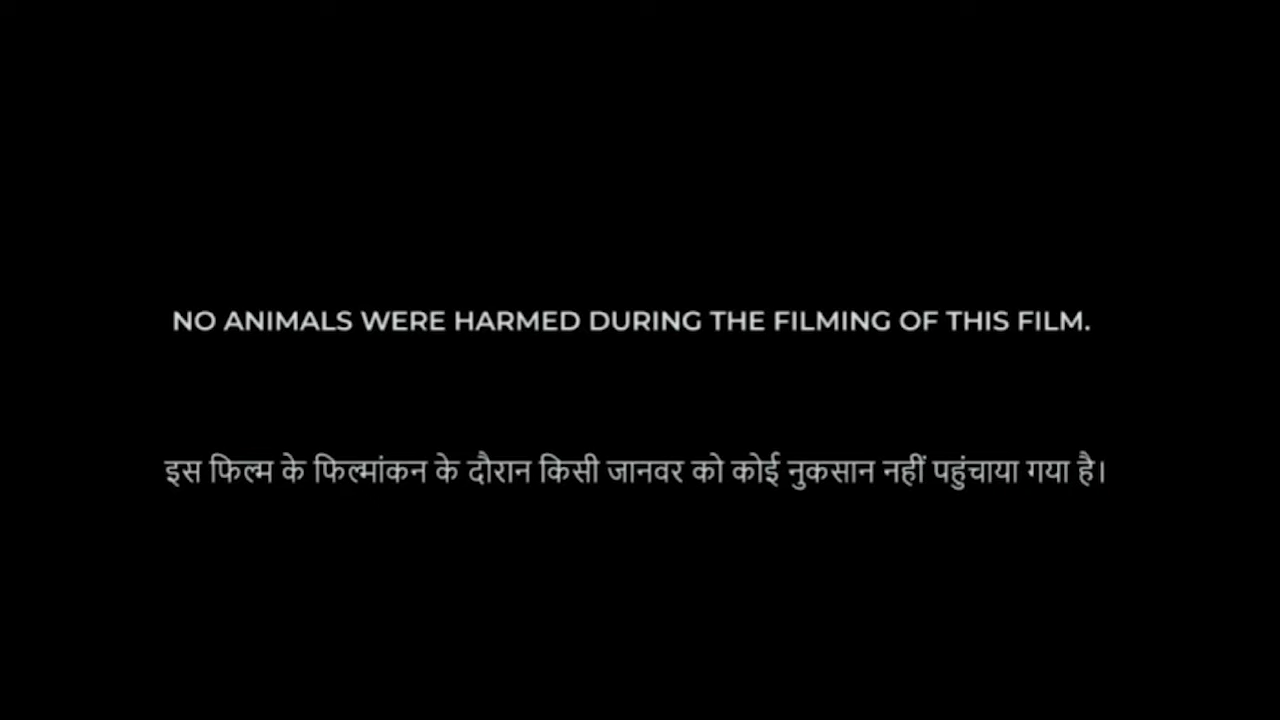 NO ANIMALS WERE HARMED DURING THE FILMING OF THIS FILM.
इस फिल्म के फिल्मांकन के दौरान किसी जानवर को कोई नुकसान नहीं पहुंचाया गया है।